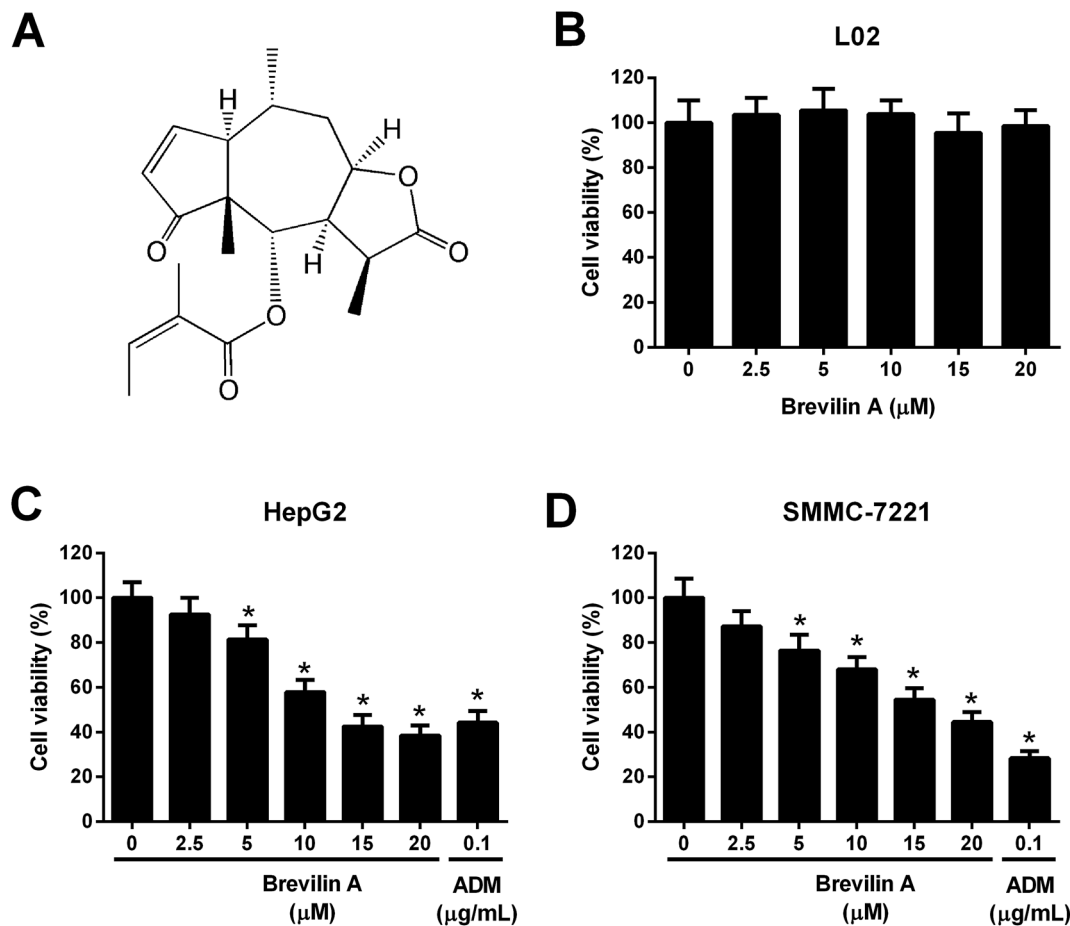 A
H
H
O
O
O
H
O
O
B
L02
Cell viability (%)
120
100
80
60
40
20
0
0 2.5 5 10 15 20
Brevilin A (μM)
C
HepG2
Cell viability (%)
120
100
80
60
40
20
0
* * * * *
0 2.5 5 10 15 20 0.1
Brevilin A
(μM)
ADM
(μg/mL)
D
SMMC-7221
Cell viability (%)
120
100
80
60
40
20
0
* * * * *
0 2.5 5 10 15 20 0.1
Brevilin A
(μM)
ADM
(μg/mL)